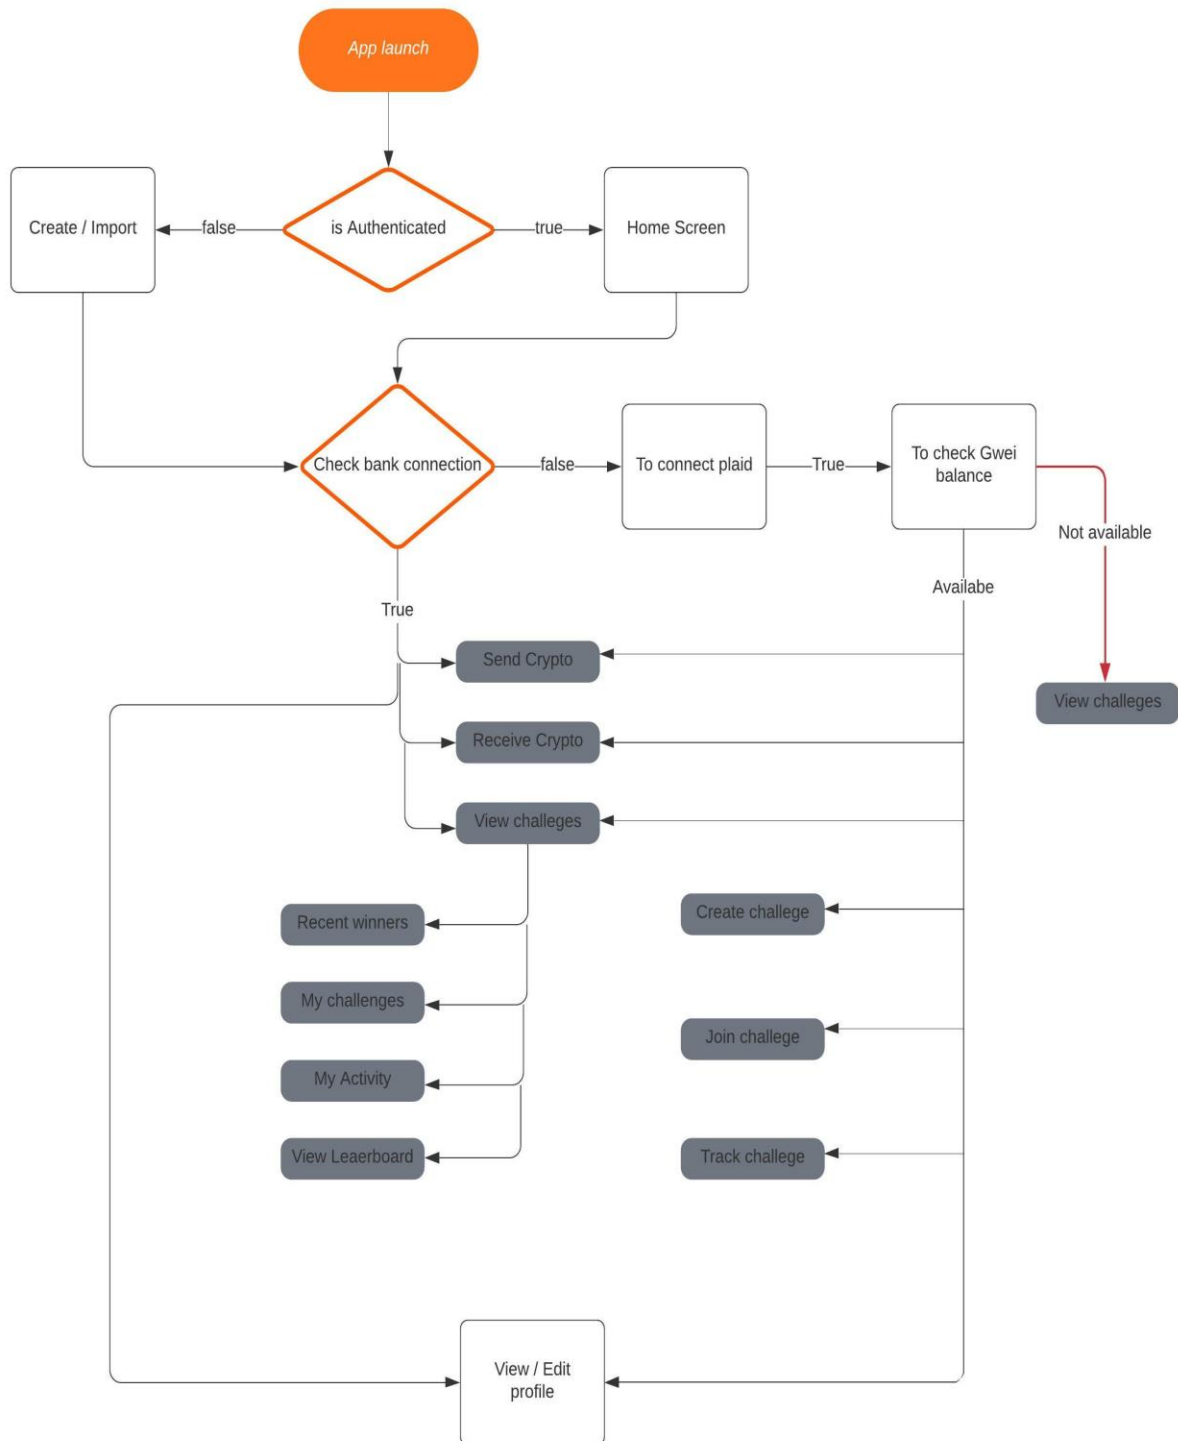 App launch
Create / Import
false
is Authenticated
true
Home Screen
Check bank connection
false
To connect plaid
True
To check Gwei
balance
Not available
Availabe
True
Send Crypto
View challeges
Receive Crypto
View challeges
Recent winners
Create challege
My challenges
Join challege
My Activity
View Leaerboard
Track challege
View / Edit
profile